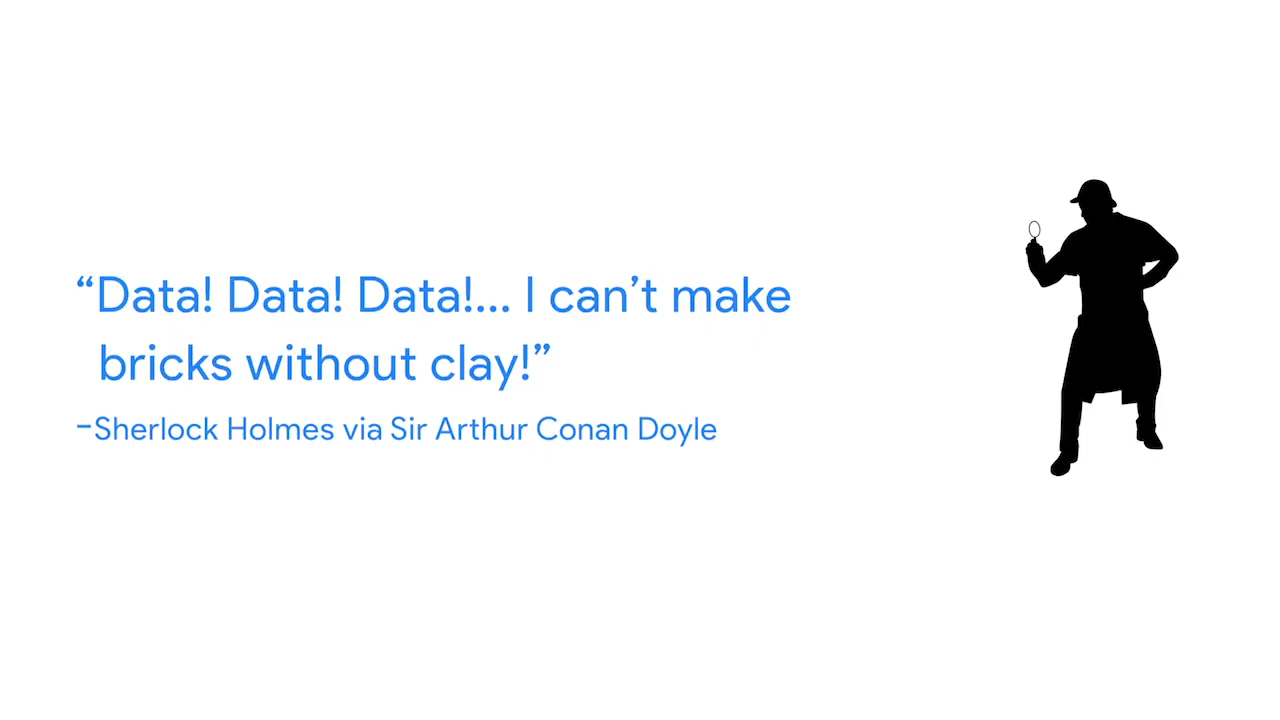 “Data! Data! Data!... I can’t make
bricks without clay!”
–Sherlock Holmes via Sir Arthur Conan Doyle